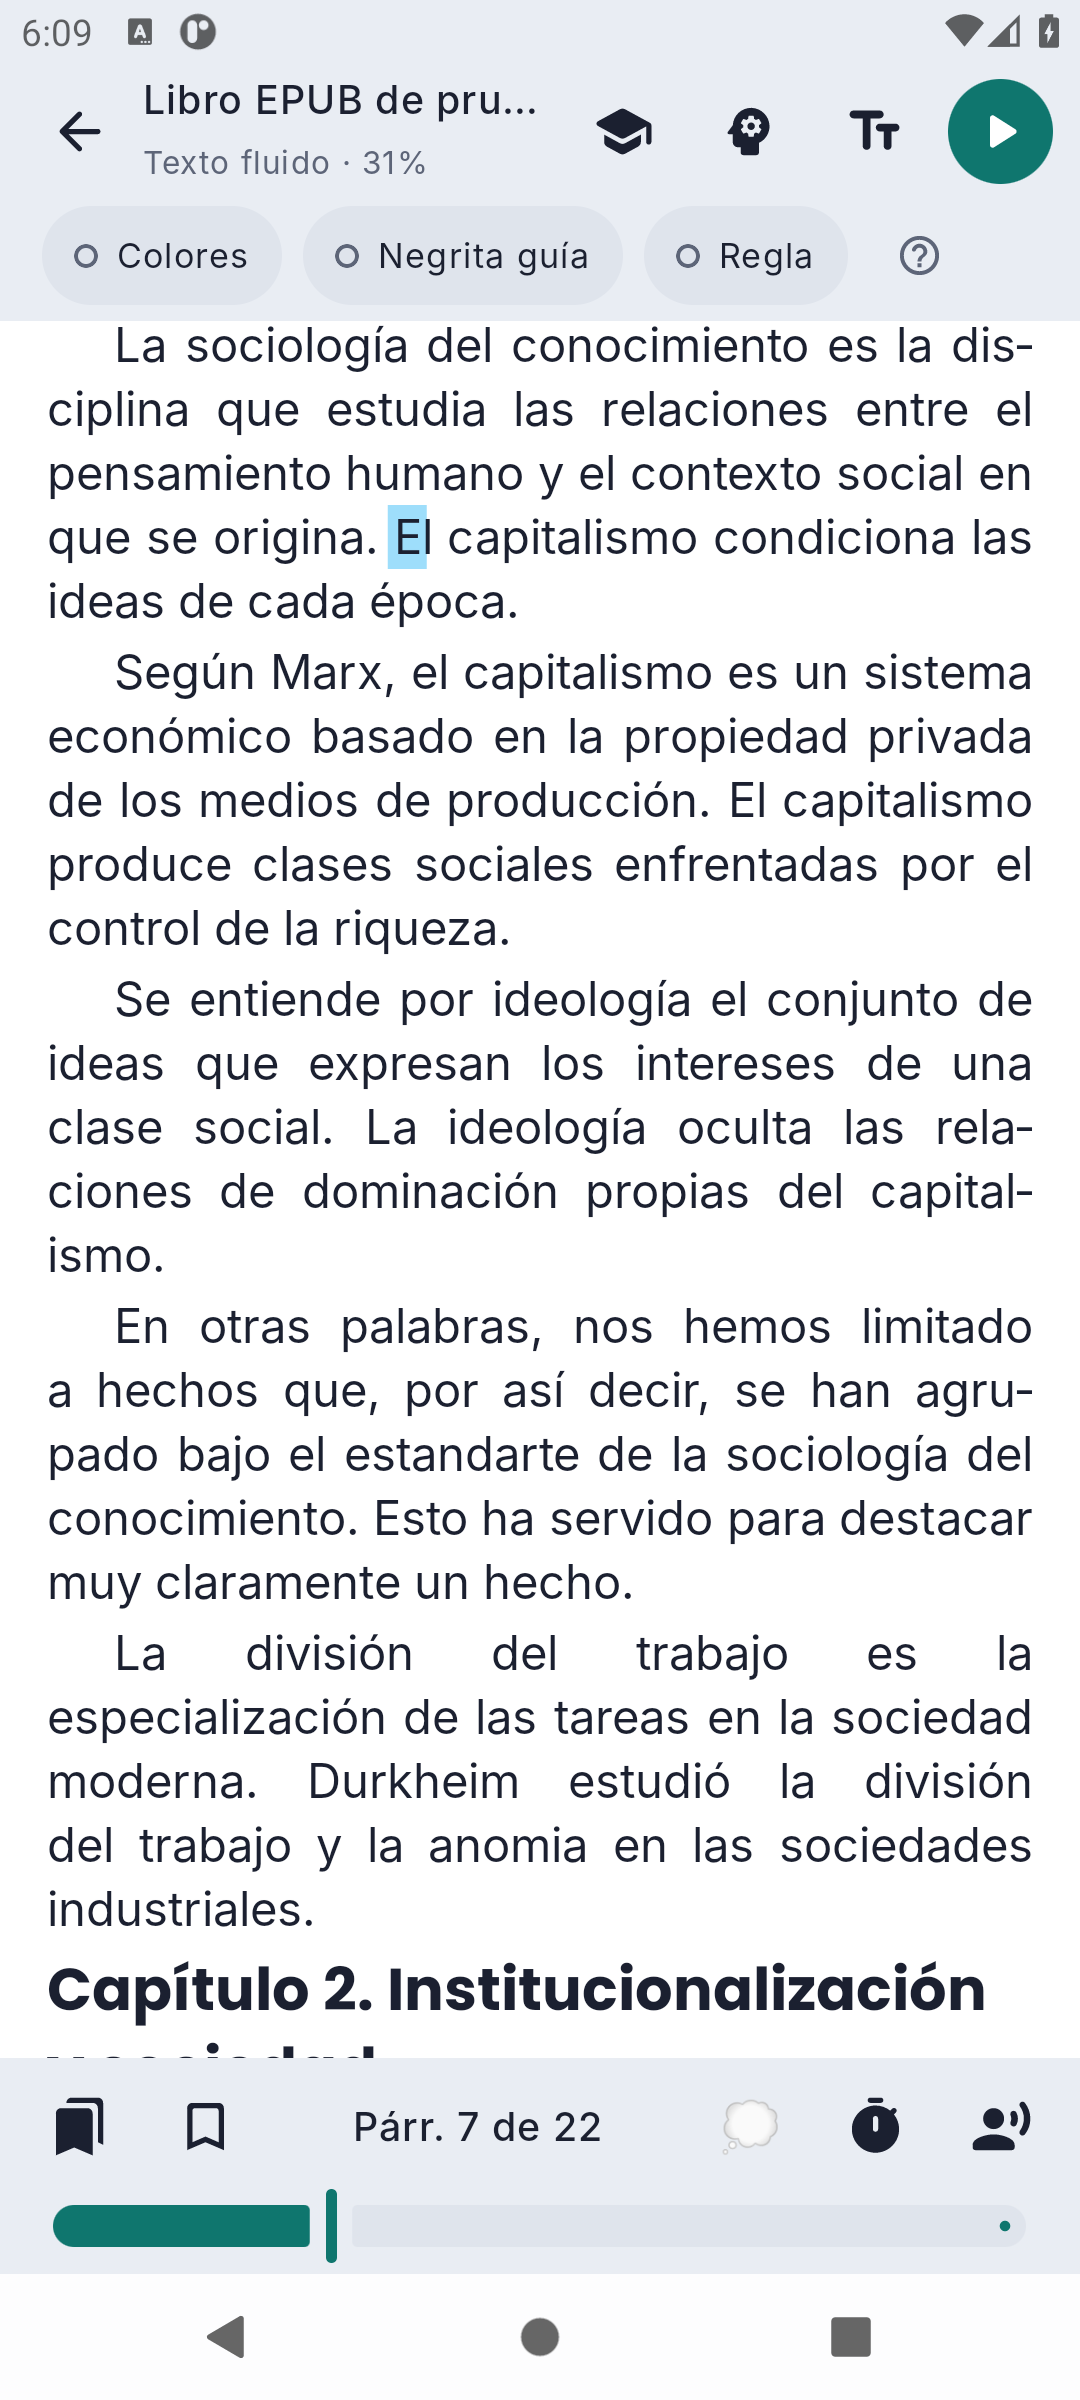 6:09
Libro EPUB de pru...
Texto fluido · 31%
Colores
Negrita guía
Regla
La sociología del conocimiento es la dis-
ciplina que estudia las relaciones entre el
pensamiento humano y el contexto social en
que se origina. El capitalismo condiciona las
ideas de cada época.
Según Marx, el capitalismo es un sistema
económico basado en la propiedad privada
de los medios de producción. El capitalismo
produce clases sociales enfrentadas por el
control de la riqueza.
Se entiende por ideología el conjunto de
ideas que expresan los intereses de una
clase social. La ideología oculta las rela-
ciones de dominación propias del capital-
ismo.
En otras palabras, nos hemos limitado
a hechos que, por así decir, se han agru-
pado bajo el estandarte de la sociología del
conocimiento. Esto ha servido para destacar
muy claramente un hecho.
La división del trabajo es la
especialización de las tareas en la sociedad
moderna. Durkheim estudió la división
del trabajo y la anomia en las sociedades
industriales.
Capítulo 2. Institucionalización
y sociedad
Párr. 7 de 22